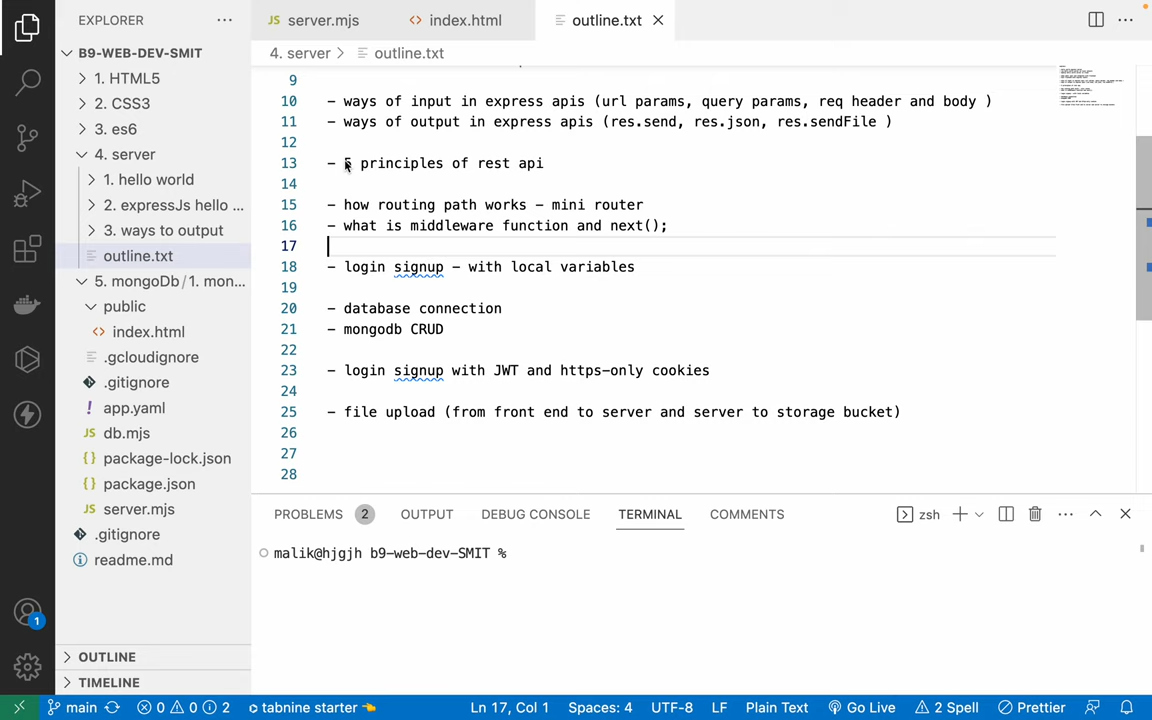 EXPLORER
server.mjs
index.html
outline.txt
B9-WEB-DEV-SMIT
4. server > outline.txt
1. HTML5
2. CSS3
3. es6
4. server
1. hello world
2. expressJs hello ...
3. ways to output
outline.txt
5. mongoDb/1. mon...
public
index.html
.gcloudignore
.gitignore
app.yaml
db.mjs
package-lock.json
package.json
server.mjs
.gitignore
readme.md
OUTLINE
TIMELINE
9
10 - ways of input in express apis (url params, query params, req header and body )
11 - ways of output in express apis (res.send, res.json, res.sendFile )
12
13 - 5 principles of rest api
14
15 - how routing path works - mini router
16 - what is middleware function and next();
17
18 - login signup - with local variables
19
20 - database connection
21 - mongodb CRUD
22
23 - login signup with JWT and https-only cookies
24
25 - file upload (from front end to server and server to storage bucket)
26
27
28
PROBLEMS 2 OUTPUT DEBUG CONSOLE TERMINAL COMMENTS zsh
malik@hjgjh b9-web-dev-SMIT %
1
main 0 0 2 tabnine starter Ln 17, Col 1 Spaces: 4 UTF-8 LF Plain Text Go Live 2 Spell Prettier